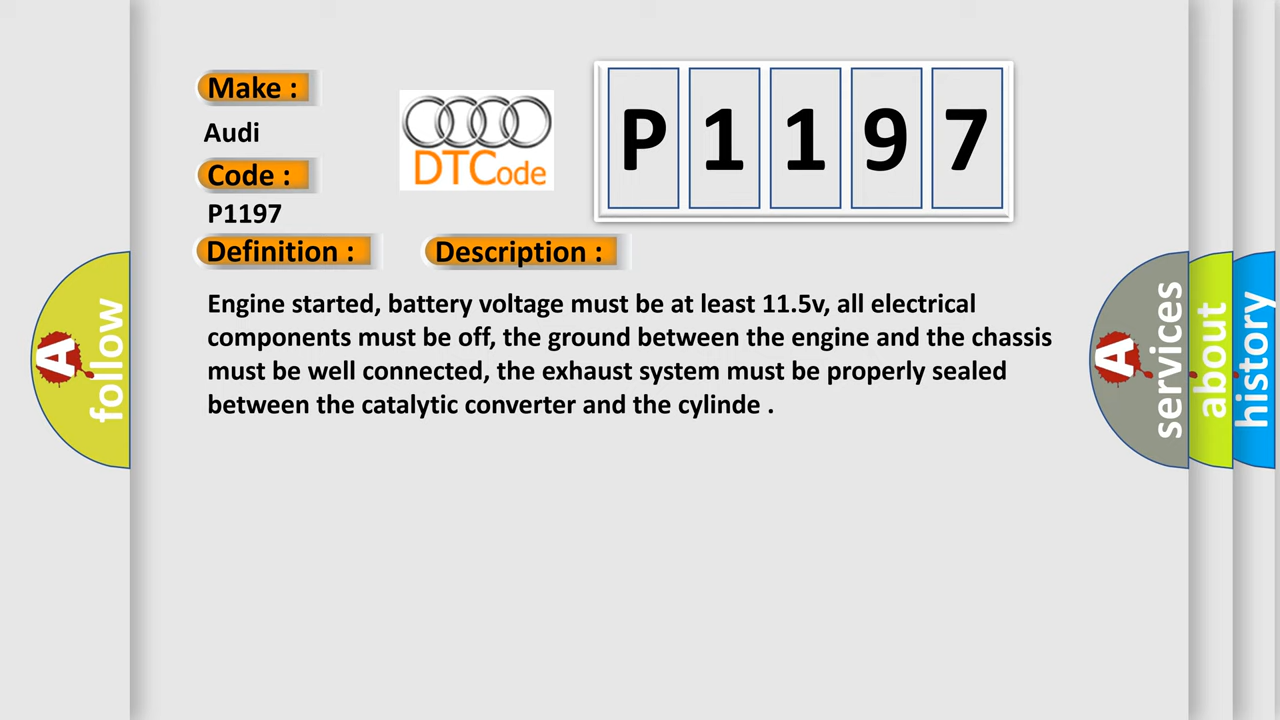 Make :
Audi
Code :
P1197
Definition :
Description :
DTCode
P 1 1 9 7
Engine started, battery voltage must be at least 11.5v, all electrical
components must be off, the ground between the engine and the chassis
must be well connected, the exhaust system must be properly sealed
between the catalytic converter and the cylinde .
A follow
A services
about
history